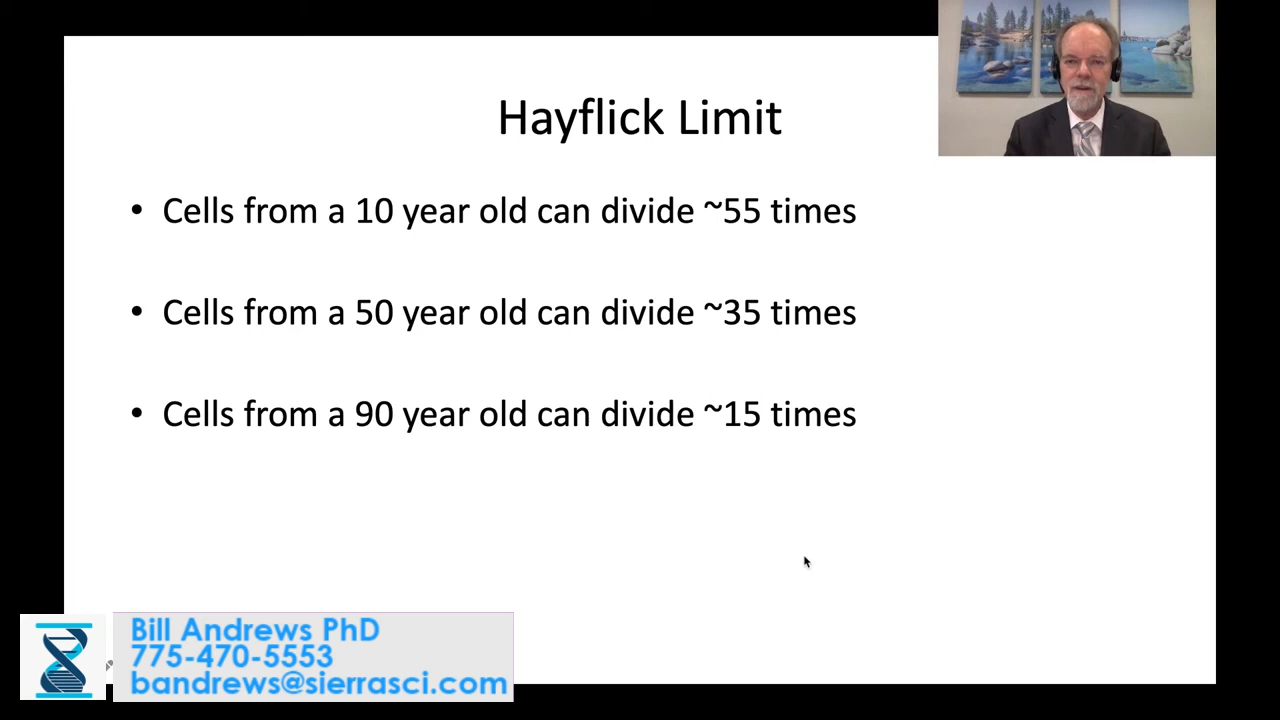 Hayflick Limit
• Cells from a 10 year old can divide ~55 times
• Cells from a 50 year old can divide ~35 times
• Cells from a 90 year old can divide ~15 times
Bill Andrews PhD
775-470-5553
bandrews@sierrasci.com